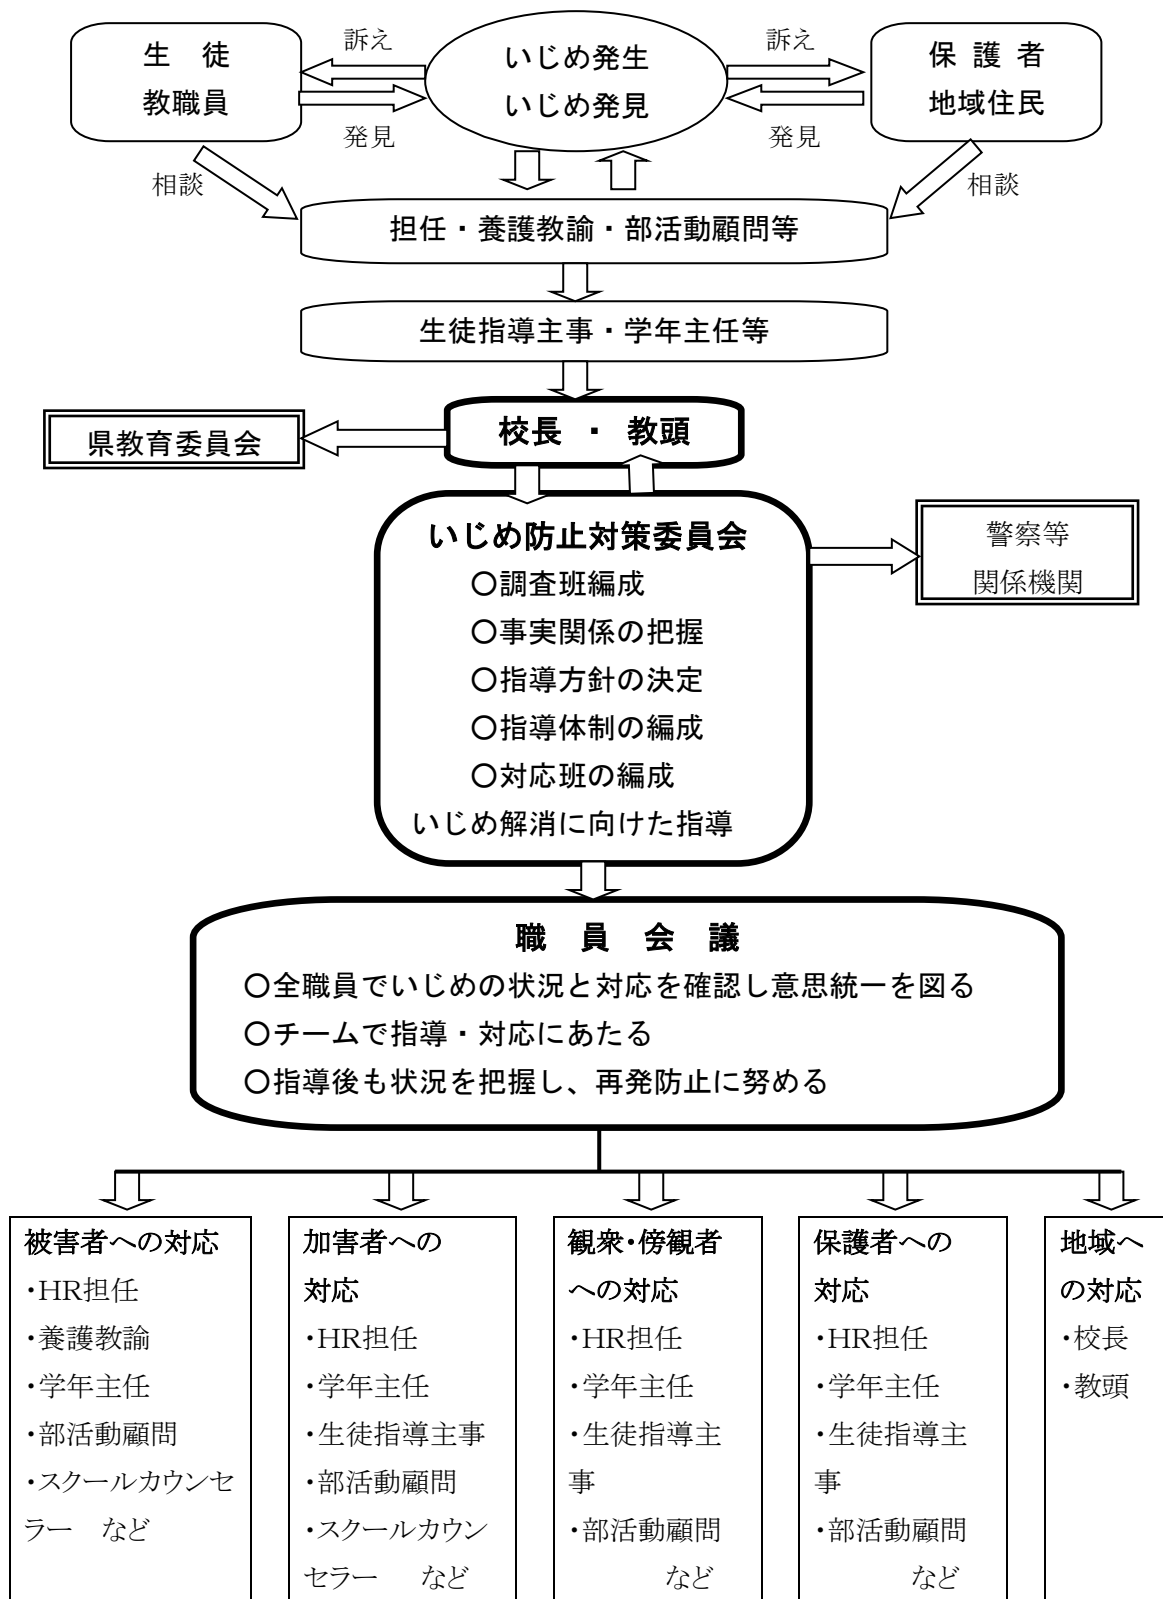 生　徒
教職員
訴え
発見
いじめ発生
いじめ発見
訴え
発見
保 護 者
地域住民
相談
相談
担任・養護教諭・部活動顧問等
生徒指導主事・学年主任等
県教育委員会
校長　・　教頭
いじめ防止対策委員会
○調査班編成
○事実関係の把握
○指導方針の決定
○指導体制の編成
○対応班の編成
いじめ解消に向けた指導
警察等
関係機関
職　員　会　議
○全職員でいじめの状況と対応を確認し意思統一を図る
○チームで指導・対応にあたる
○指導後も状況を把握し、再発防止に努める
被害者への対応
・HR担任
・養護教諭
・学年主任
・部活動顧問
・スクールカウンセ
ラー　など
加害者への
対応
・HR担任
・学年主任
・生徒指導主事
・部活動顧問
・スクールカウン
セラー　など
観衆・傍観者
への対応
・HR担任
・学年主任
・生徒指導主
事
・部活動顧問
など
保護者への
対応
・HR担任
・学年主任
・生徒指導主
事
・部活動顧問
など
地域へ
の対応
・校長
・教頭